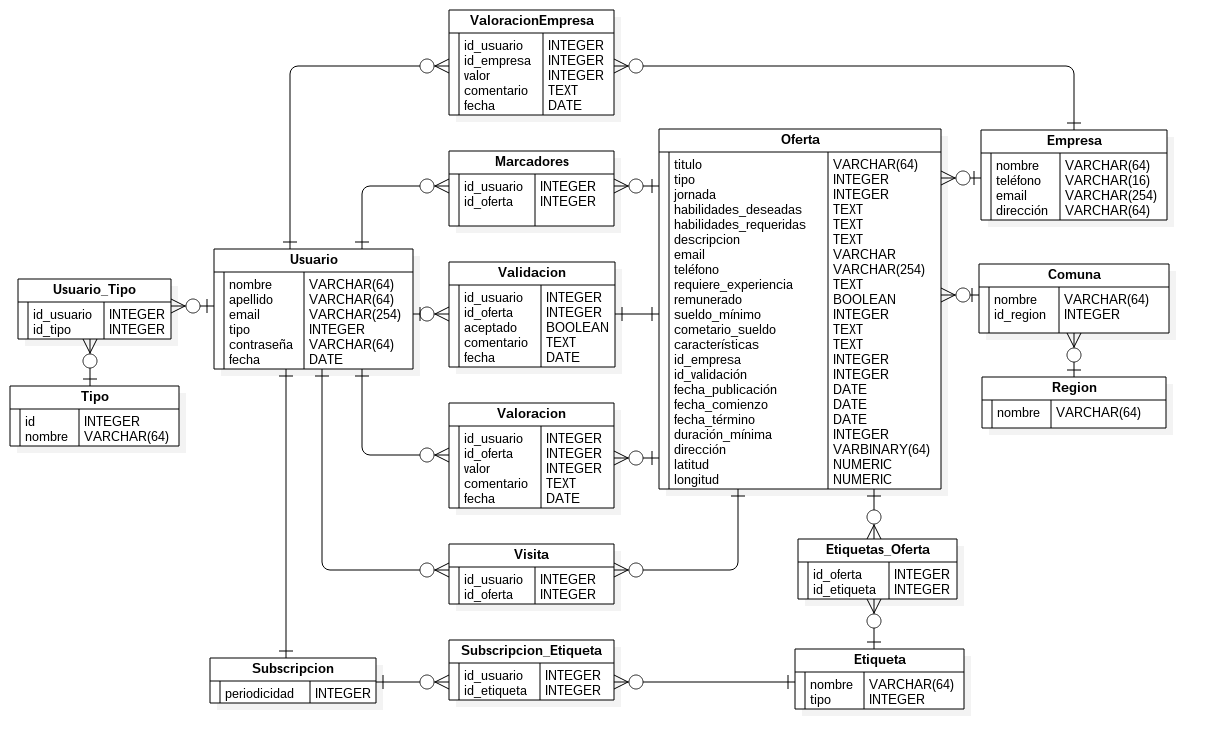 ValoracionEmpresa
id_usuario INTEGER
id_empresa INTEGER
valor INTEGER
comentario TEXT
fecha DATE
Marcadores
id_usuario INTEGER
id_oferta INTEGER
Oferta
titulo VARCHAR(64)
tipo INTEGER
jornada INTEGER
habilidades_deseadas TEXT
habilidades_requeridas TEXT
descripcion TEXT
email VARCHAR
teléfono VARCHAR(254)
requiere_experiencia TEXT
remunerado BOOLEAN
sueldo_mínimo INTEGER
cometario_sueldo TEXT
características TEXT
id_empresa INTEGER
id_validación INTEGER
fecha_publicación DATE
fecha_comienzo DATE
fecha_término DATE
duración_mínima INTEGER
dirección VARBINARY(64)
latitud NUMERIC
longitud NUMERIC
Empresa
nombre VARCHAR(64)
teléfono VARCHAR(16)
email VARCHAR(254)
dirección VARCHAR(64)
Usuario
nombre VARCHAR(64)
apellido VARCHAR(64)
email VARCHAR(254)
tipo INTEGER
contraseña VARCHAR(64)
fecha DATE
Validacion
id_usuario INTEGER
id_oferta INTEGER
aceptado BOOLEAN
comentario TEXT
fecha DATE
Comuna
nombre VARCHAR(64)
id_region INTEGER
Usuario_Tipo
id_usuario INTEGER
id_tipo INTEGER
Tipo
id INTEGER
nombre VARCHAR(64)
Region
nombre VARCHAR(64)
Valoracion
id_usuario INTEGER
id_oferta INTEGER
valor INTEGER
comentario TEXT
fecha DATE
Visita
id_usuario INTEGER
id_oferta INTEGER
Etiquetas_Oferta
id_oferta INTEGER
id_etiqueta INTEGER
Subscripcion
periodicidad INTEGER
Subscripcion_Etiqueta
id_usuario INTEGER
id_etiqueta INTEGER
Etiqueta
nombre VARCHAR(64)
tipo INTEGER